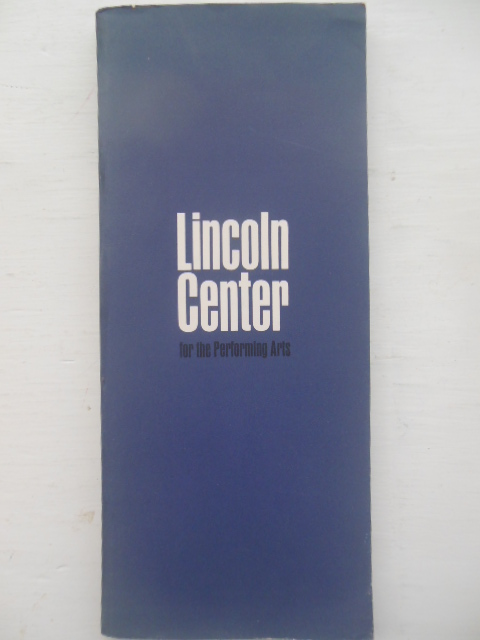 Lincoln
Center
for the Performing Arts